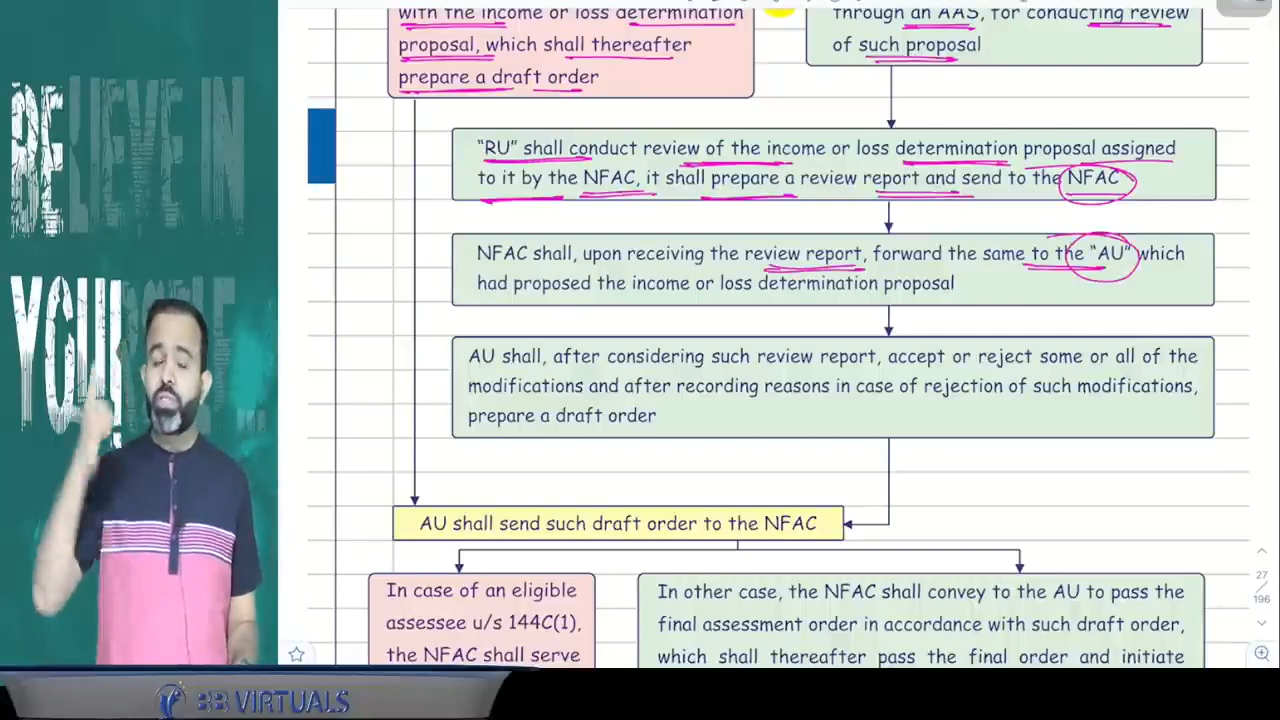 with the income or loss determination
proposal, which shall thereafter
prepare a draft order
through an AAS, for conducting review
of such proposal
"RU" shall conduct review of the income or loss determination proposal assigned
to it by the NFAC, it shall prepare a review report and send to the NFAC
NFAC shall, upon receiving the review report, forward the same to the "AU" which
had proposed the income or loss determination proposal
AU shall, after considering such review report, accept or reject some or all of the
modifications and after recording reasons in case of rejection of such modifications,
prepare a draft order
AU shall send such draft order to the NFAC
In case of an eligible
assessee u/s 144C(1),
the NFAC shall serve
In other case, the NFAC shall convey to the AU to pass the
final assessment order in accordance with such draft order,
which shall thereafter pass the final order and initiate
27
196
BELIEVE IN
BB VIRTUALS